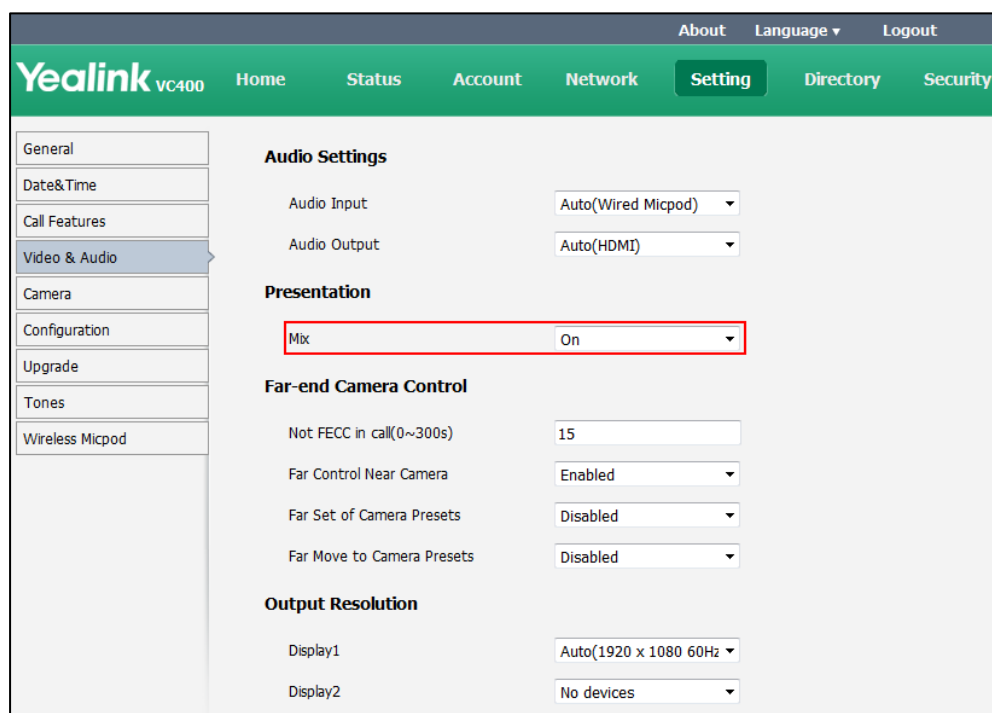 About Language ▾ Logout
Yealink VC400 Home Status Account Network Setting Directory Security
General
Date&Time
Call Features
Video & Audio
Camera
Configuration
Upgrade
Tones
Wireless Micpod
Audio Settings
Audio Input Auto(Wired Micpod)
Audio Output Auto(HDMI)
Presentation
Mix On
Far-end Camera Control
Not FECC in call(0~300s) 15
Far Control Near Camera Enabled
Far Set of Camera Presets Disabled
Far Move to Camera Presets Disabled
Output Resolution
Display1 Auto(1920 x 1080 60Hz
Display2 No devices